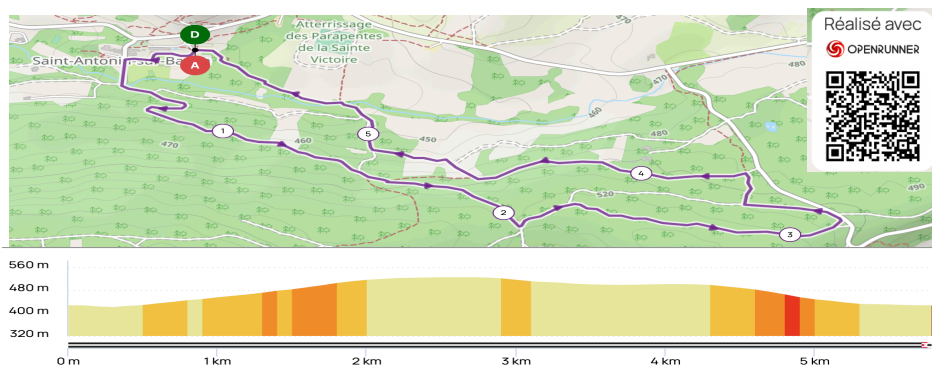 D
A
Atterrissage
des Parapentes
de la Sainte
Victoire
Saint-Antonin-sur-Ba
Réalisé avec
OPENRUNNER
480
470
460
450
480
490
520
470
460
1
2
3
4
5
560 m
480 m
400 m
320 m
0 m
1 km
2 km
3 km
4 km
5 km